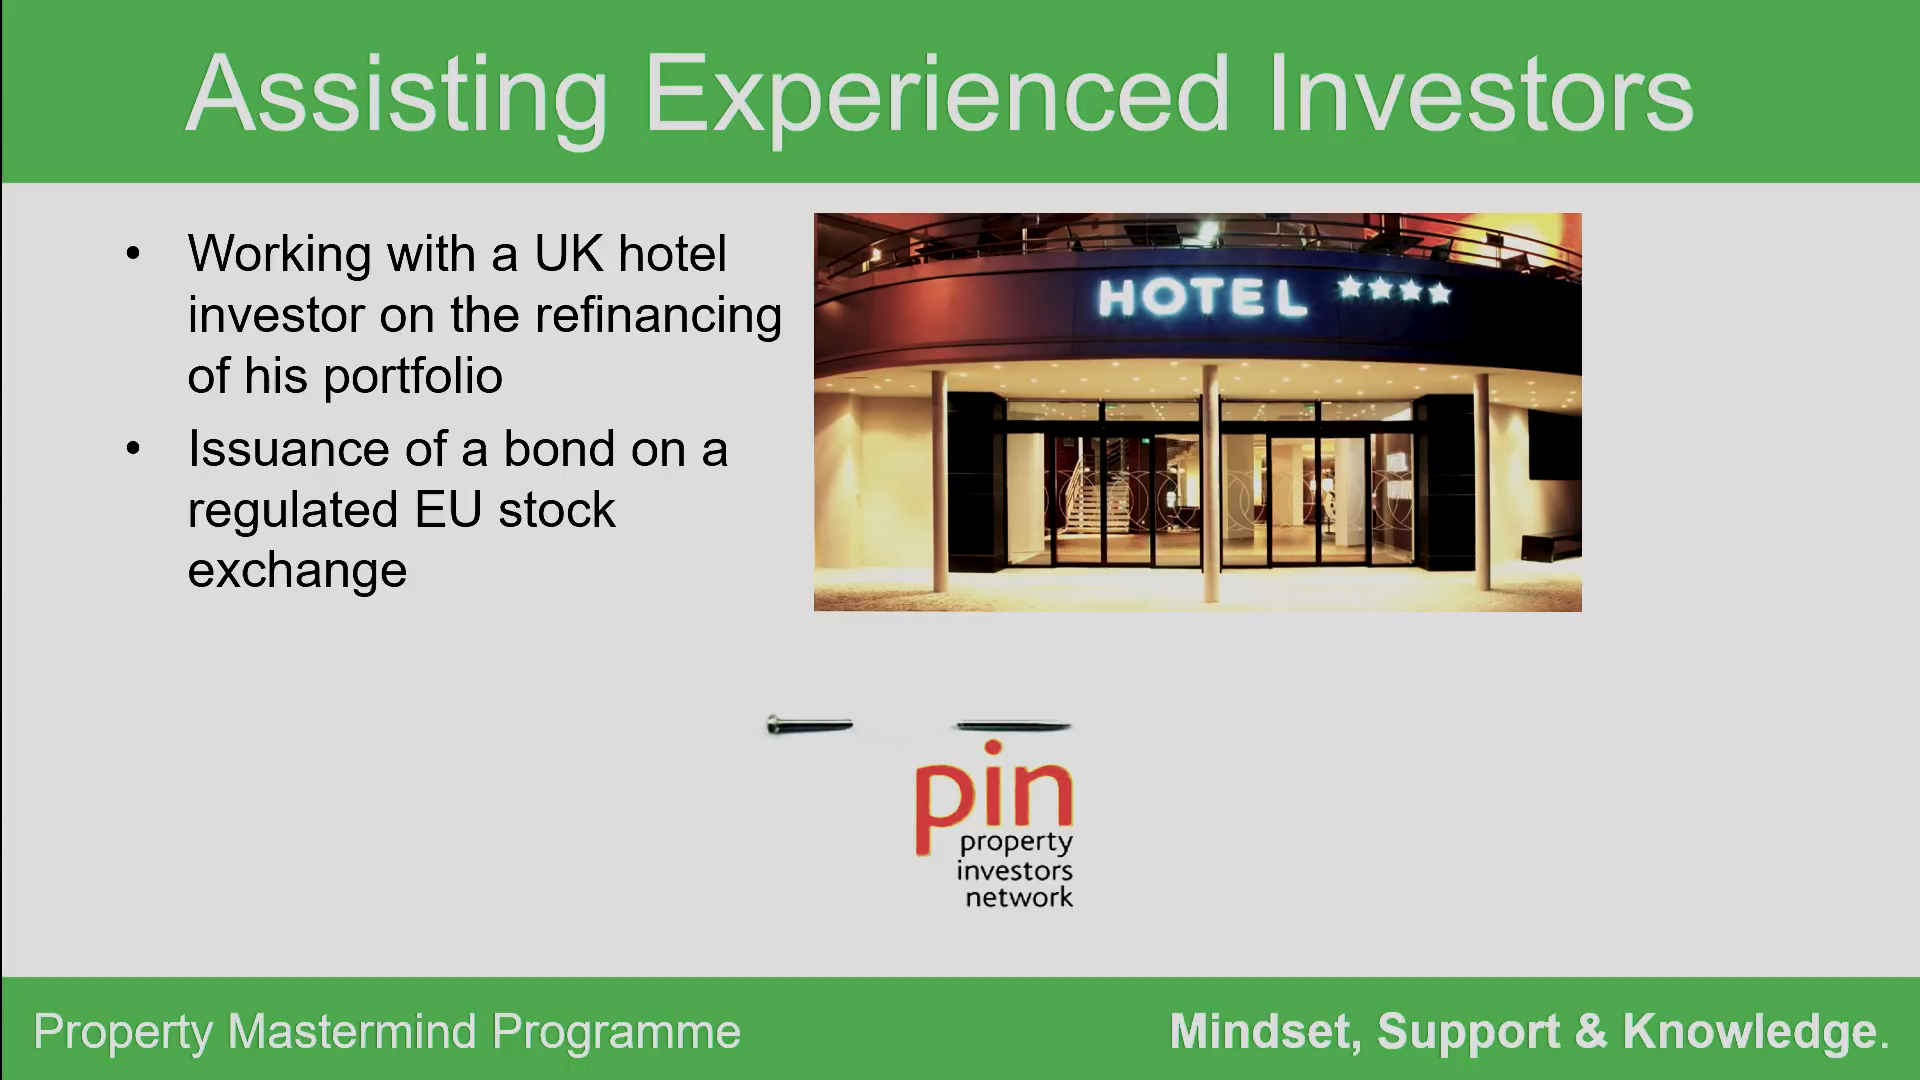 Assisting Experienced Investors
• Working with a UK hotel
investor on the refinancing
of his portfolio
• Issuance of a bond on a
regulated EU stock
exchange
HOTEL ****
pin
property
investors
network
Property Mastermind Programme
Mindset, Support & Knowledge.